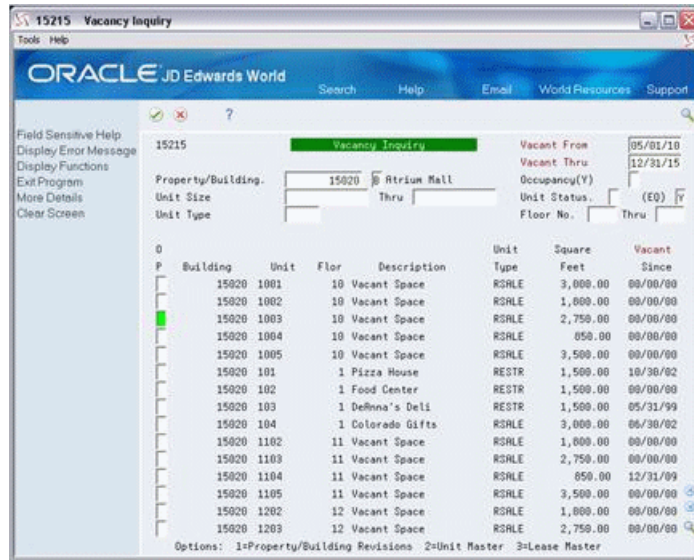 15215 Vacancy Inquiry
Tools Help
ORACLE JD Edwards World
Search Help Email World Resources Support
?
Field Sensitive Help
Display Error Message
Display Functions
Exit Program
More Details
Clear Screen
15215 Vacancy Inquiry Vacant From 05/01/10
Vacant Thru 12/31/15
Property/Building. 15020 B Atrium Mall Occupancy(Y)
Unit Size Thru Unit Status. (EQ) Y
Unit Type Floor No. Thru
O Unit Square Vacant
P Building Unit Flor Description Type Feet Since
15020 1001 10 Vacant Space RSALE 3,000.00 00/00/00
15020 1002 10 Vacant Space RSALE 1,800.00 00/00/00
15020 1003 10 Vacant Space RSALE 2,750.00 00/00/00
15020 1004 10 Vacant Space RSALE 850.00 00/00/00
15020 1005 10 Vacant Space RSALE 3,500.00 00/00/00
15020 101 1 Pizza House RESTR 1,500.00 10/30/02
15020 102 1 Food Center RESTR 1,500.00 00/00/00
15020 103 1 DeAnna's Deli RESTR 1,500.00 05/31/99
15020 104 1 Colorado Gifts RSALE 3,000.00 06/30/02
15020 1102 11 Vacant Space RSALE 1,800.00 00/00/00
15020 1103 11 Vacant Space RSALE 2,750.00 00/00/00
15020 1104 11 Vacant Space RSALE 850.00 12/31/09
15020 1105 11 Vacant Space RSALE 3,500.00 00/00/00
15020 1202 12 Vacant Space RSALE 1,800.00 00/00/00
15020 1203 12 Vacant Space RSALE 2,750.00 00/00/00
Options: 1=Property/Building Revisions 2=Unit Master 3=Lease Master